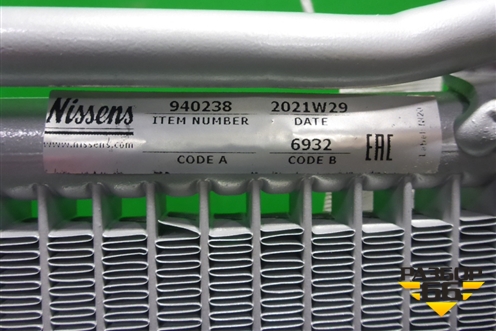 Nissens
940238 2021W29
ITEM NUMBER DATE
www.nissens.com
6932
CODE A CODE B
EAC
РАЗБОР
66